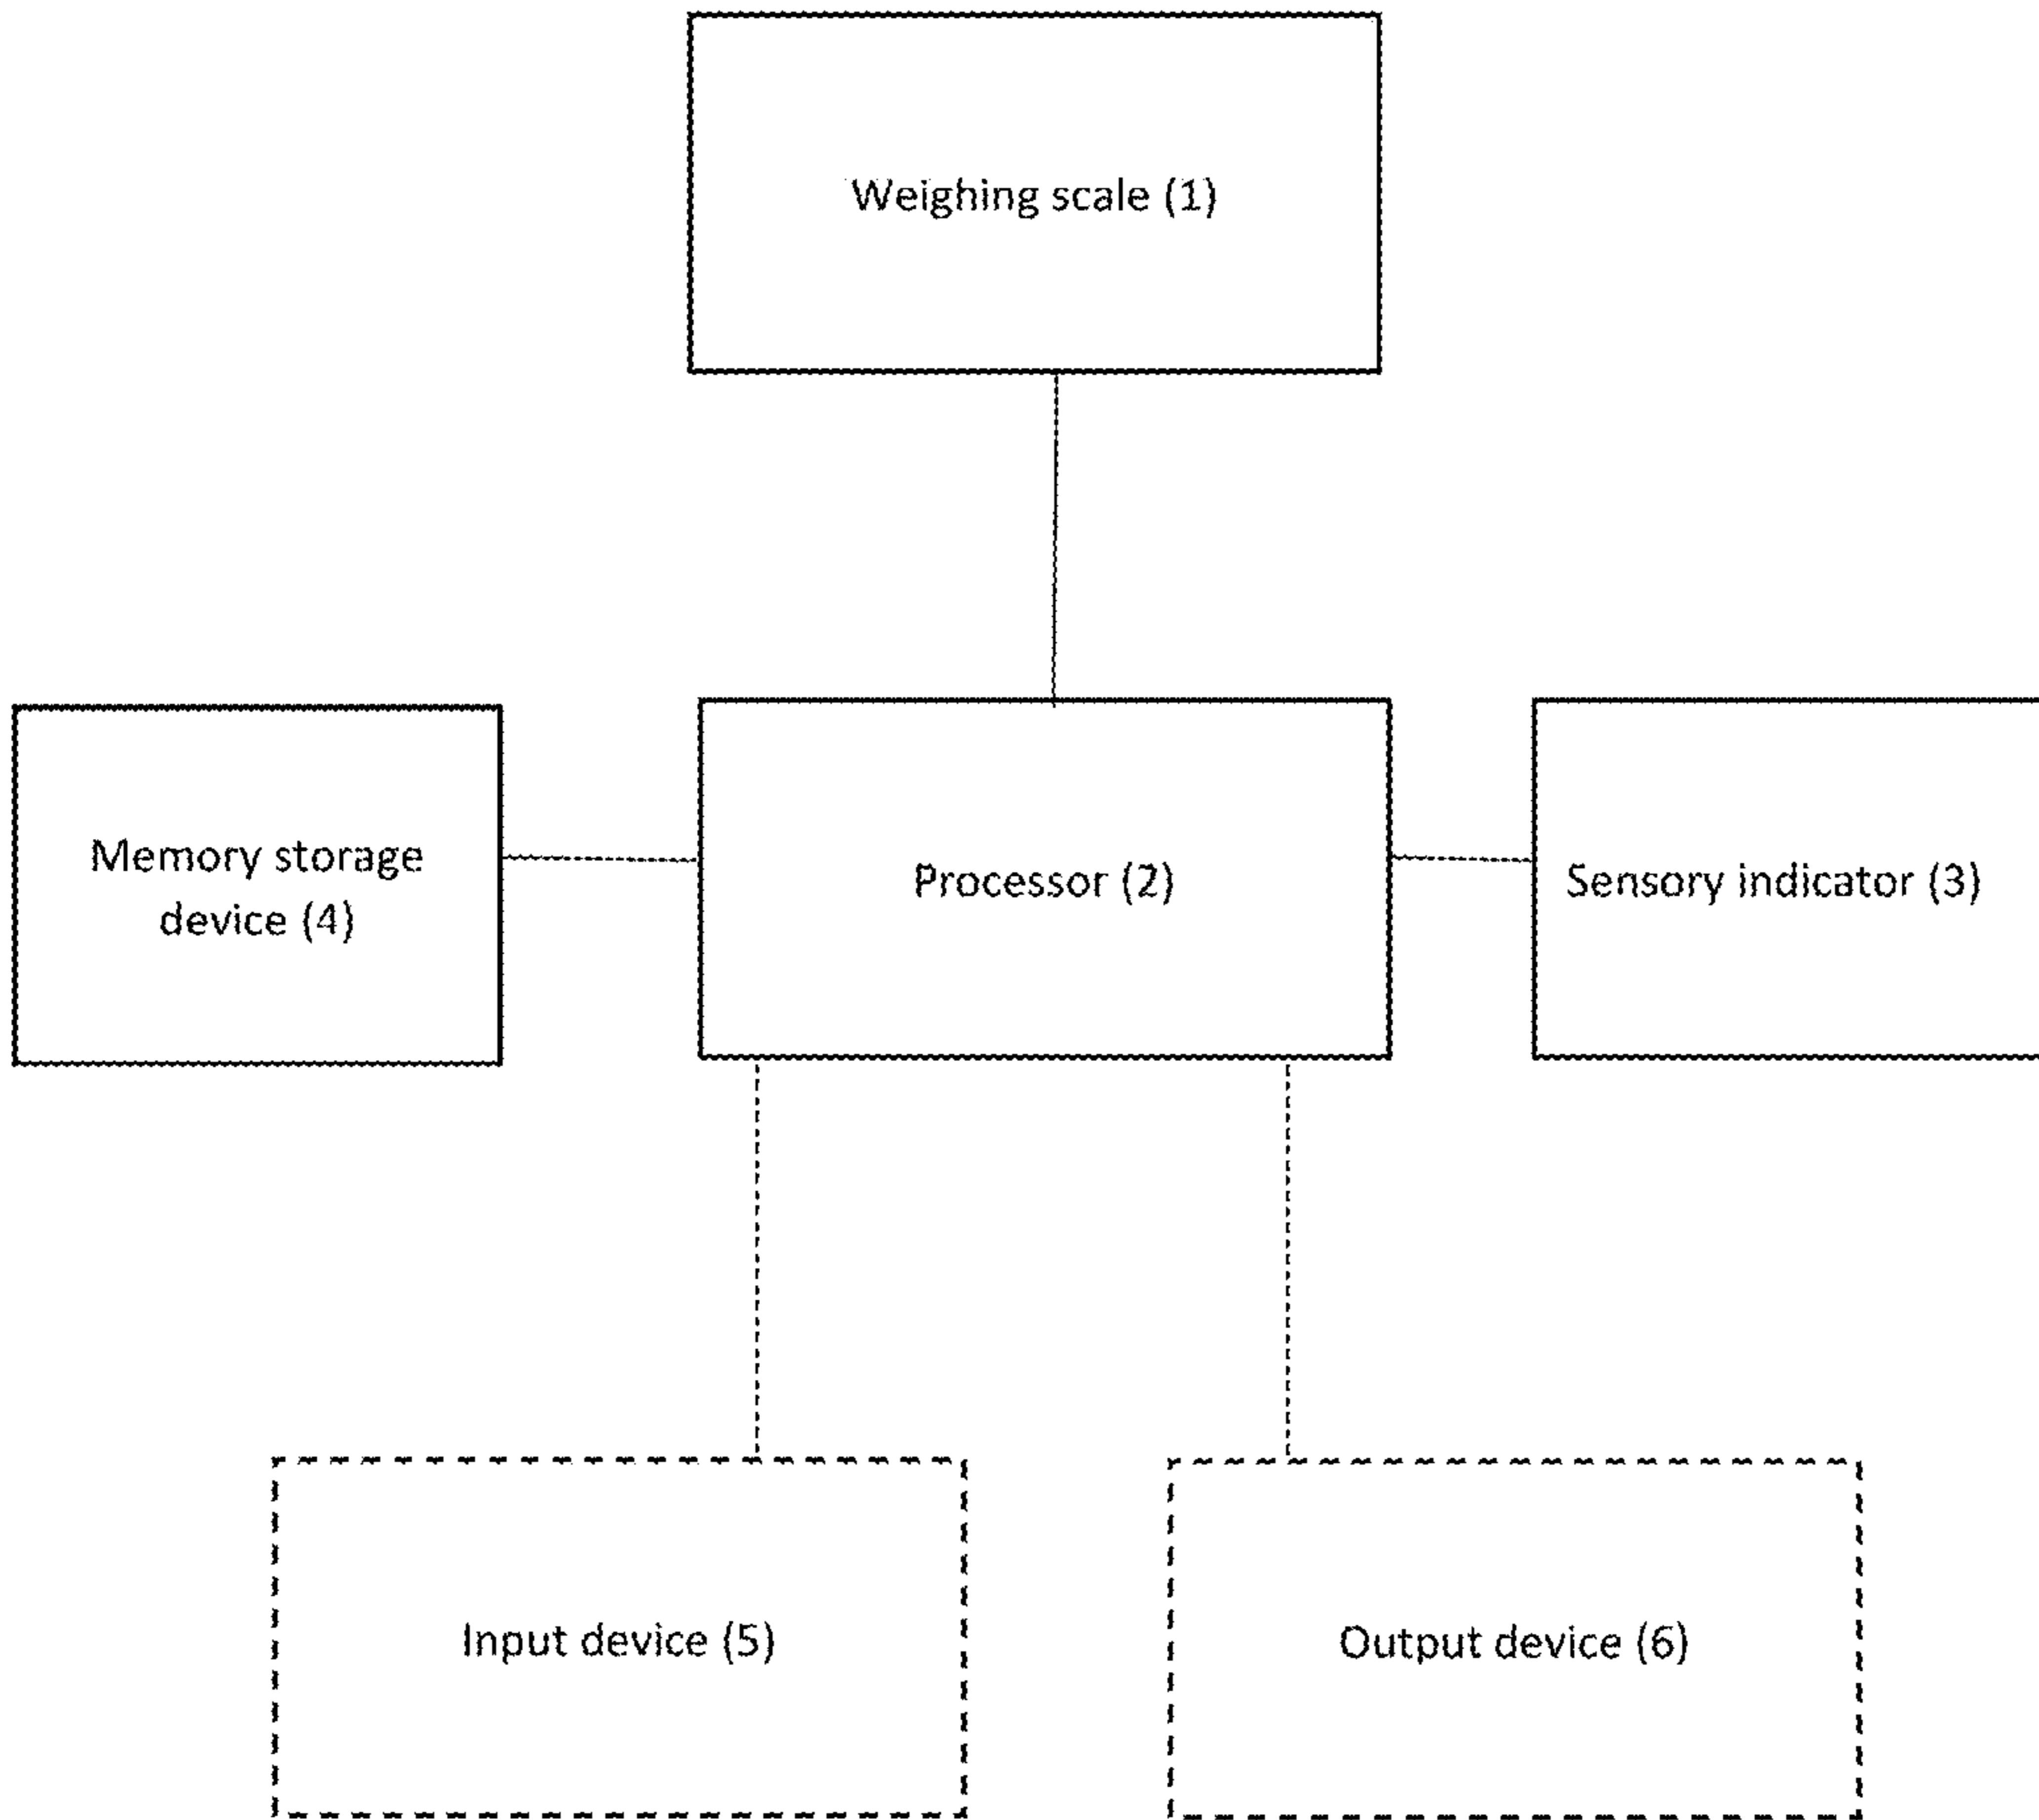 Weighing scale (1)
Memory storage
device (4)
Processor (2)
Sensory indicator (3)
Input device (5)
Output device (6)